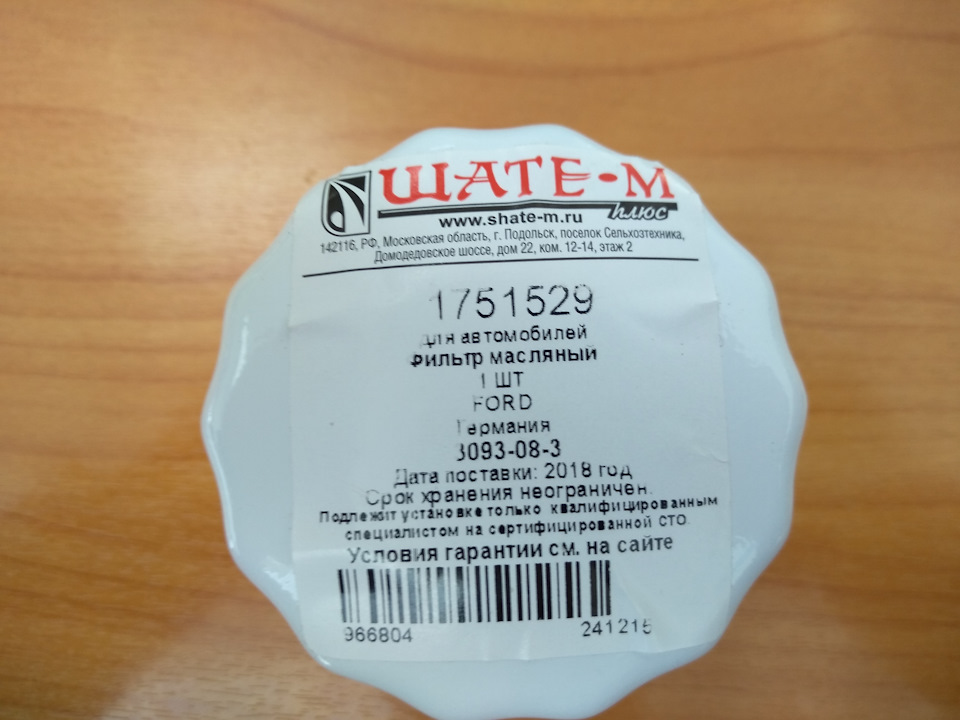 ШАТЕ-М
плюс
www.shate-m.ru
142116, РФ, Московская область, г. Подольск, поселок Сельхозтехника,
Домодедовское шоссе, дом 22, ком. 12-14, этаж 2
1751529
для автомобилей
Фильтр масляный
1 ШТ
FORD
Германия
3093-08-3
Дата поставки: 2018 год
Срок хранения неограничен.
Подлежит установке только квалифицированным
специалистом на сертифицированной СТО.
Условия гарантии см. на сайте
966804 241215